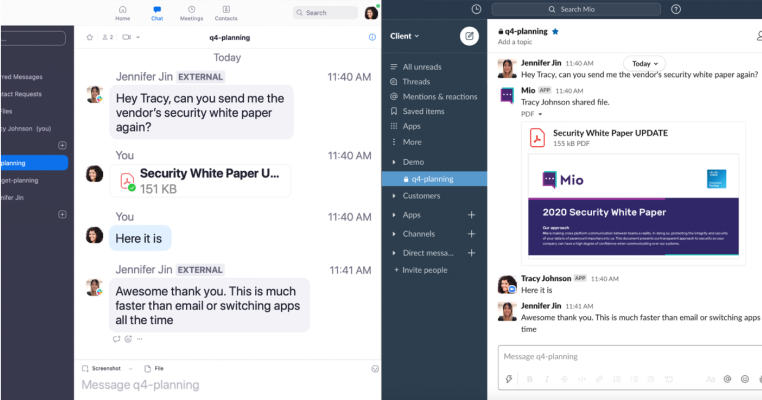 Home
Chat
Meetings
Contacts
Search
2
q4-planning
Today
rred Messages
ntact Requests
Files
cy Johnson (you)
planning
get-planning
nifer Jin
Jennifer Jin EXTERNAL
11:40 AM
Hey Tracy, can you send me the
vendor's security white paper
again?
You
11:40 AM
Security White Paper U...
151 KB
You
11:40 AM
Here it is
Jennifer Jin EXTERNAL
11:41 AM
Awesome thank you. This is much
faster than email or switching apps
all the time
Screenshot
File
Message q4-planning
Search Mio
Client
All unreads
Threads
Mentions & reactions
Saved items
Apps
More
Demo
q4-planning
Customers
Apps
Channels
Direct messa...
+ Invite people
q4-planning
Add a topic
Today
Jennifer Jin 11:40 AM
Hey Tracy, can you send me the vendor's security white paper again?
Mio APP 11:40 AM
Tracy Johnson shared file.
PDF
Security White Paper UPDATE
155 kB PDF
Mio
2020 Security White Paper
Our approach
Tracy Johnson APP 11:40 AM
Here it is
Jennifer Jin 11:41 AM
Awesome thank you. This is much faster than email or switching apps
time
Message q4-planning
B I
Aa @